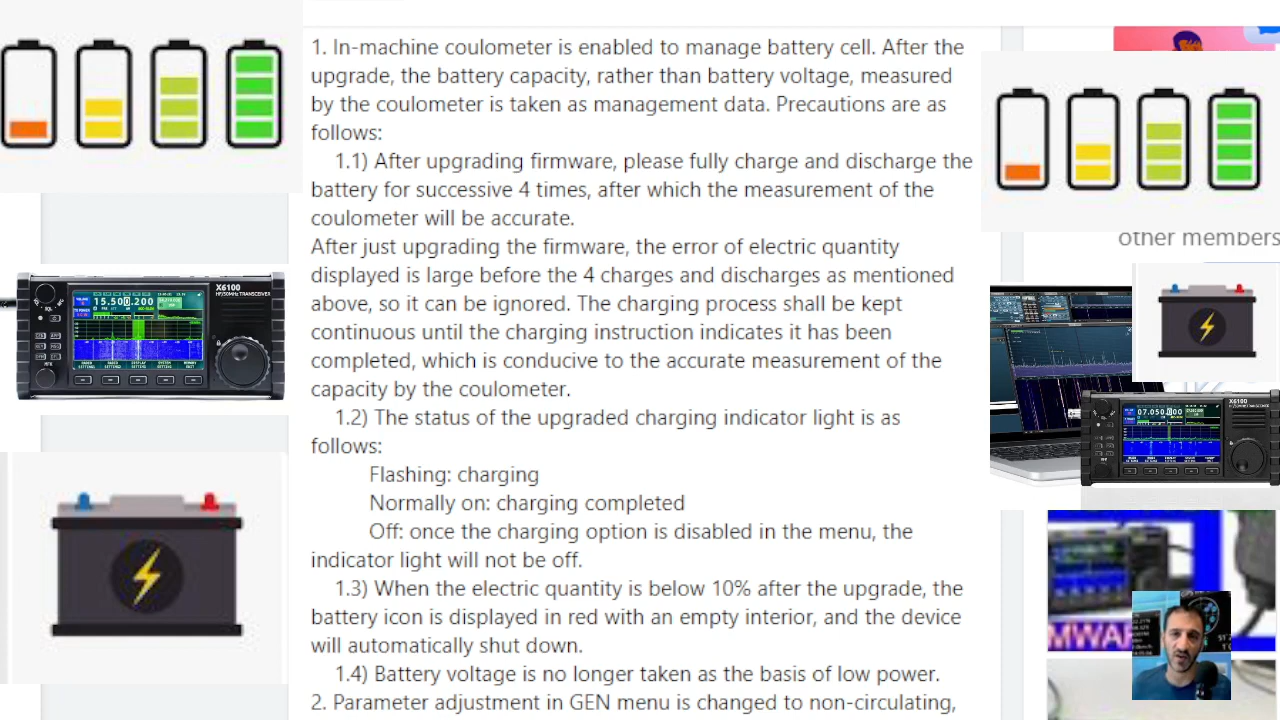 1. In-machine coulometer is enabled to manage battery cell. After the
upgrade, the battery capacity, rather than battery voltage, measured
by the coulometer is taken as management data. Precautions are as
follows:
1.1) After upgrading firmware, please fully charge and discharge the
battery for successive 4 times, after which the measurement of the
coulometer will be accurate.
After just upgrading the firmware, the error of electric quantity
displayed is large before the 4 charges and discharges as mentioned
above, so it can be ignored. The charging process shall be kept
continuous until the charging instruction indicates it has been
completed, which is conducive to the accurate measurement of the
capacity by the coulometer.
1.2) The status of the upgraded charging indicator light is as
follows:
Flashing: charging
Normally on: charging completed
Off: once the charging option is disabled in the menu, the
indicator light will not be off.
1.3) When the electric quantity is below 10% after the upgrade, the
battery icon is displayed in red with an empty interior, and the device
will automatically shut down.
1.4) Battery voltage is no longer taken as the basis of low power.
2. Parameter adjustment in GEN menu is changed to non-circulating,
X6100
HF/50MHz TRANSCEIVER
15.500.200
other members
X6100
07.050.000
MWA